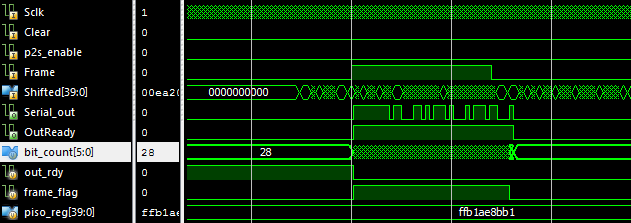 Sclk 1
Clear 0
p2s_enable 0
Frame 0
Shifted[39:0] 00ea20 0000000000
Serial_out 0
OutReady 0
bit_count[5:0] 28 28
out_rdy 0
frame_flag 0
piso_reg[39:0] ffb1ae ffb1ae8bb1